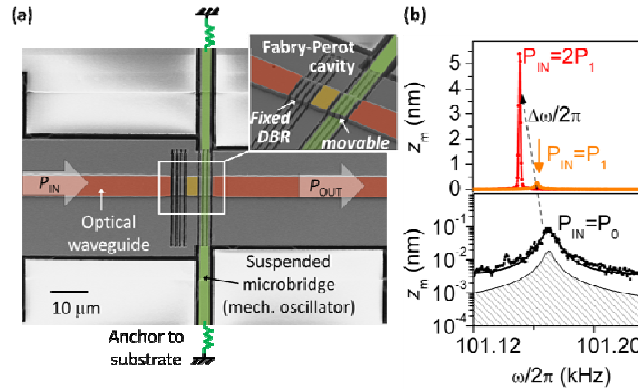 (a)
Fabry-Perot
cavity
Fixed
DBR
movable
P_IN
P_OUT
Optical
waveguide
Suspended
microbridge
(mech. oscillator)
10 μm
Anchor to
substrate
(b)
P_IN=2P_1
Δω/2π
P_IN=P_1
z_m (nm)
5
4
3
2
1
0
P_IN=P_0
z_m (nm)
10^-1
10^-2
10^-3
10^-4
101.12
101.20
ω/2π (kHz)